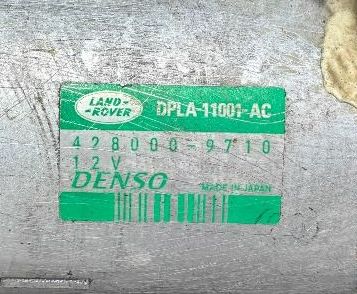 LAND-
-ROVER
DPLA-11001-AC
428000-9710
12V
DENSO
MADE IN JAPAN